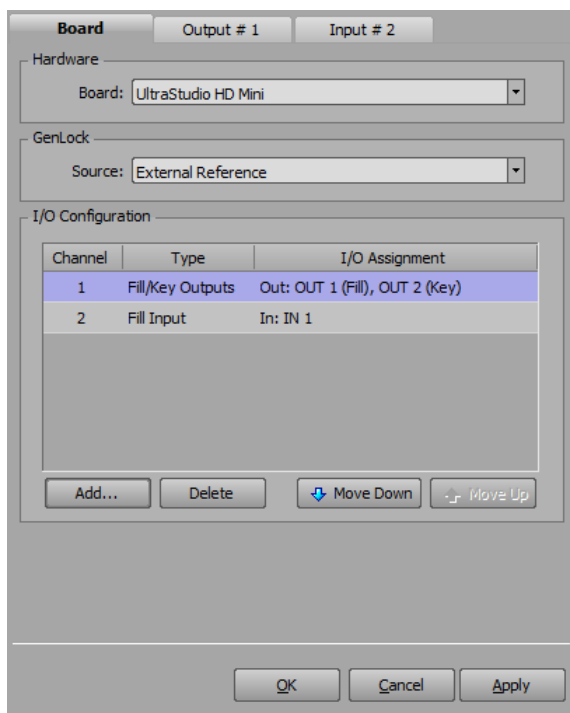 Board Output # 1 Input # 2
Hardware
Board: UltraStudio HD Mini
GenLock
Source: External Reference
I/O Configuration
Channel Type I/O Assignment
1 Fill/Key Outputs Out: OUT 1 (Fill), OUT 2 (Key)
2 Fill Input In: IN 1
Add... Delete Move Down Move Up
OK Cancel Apply